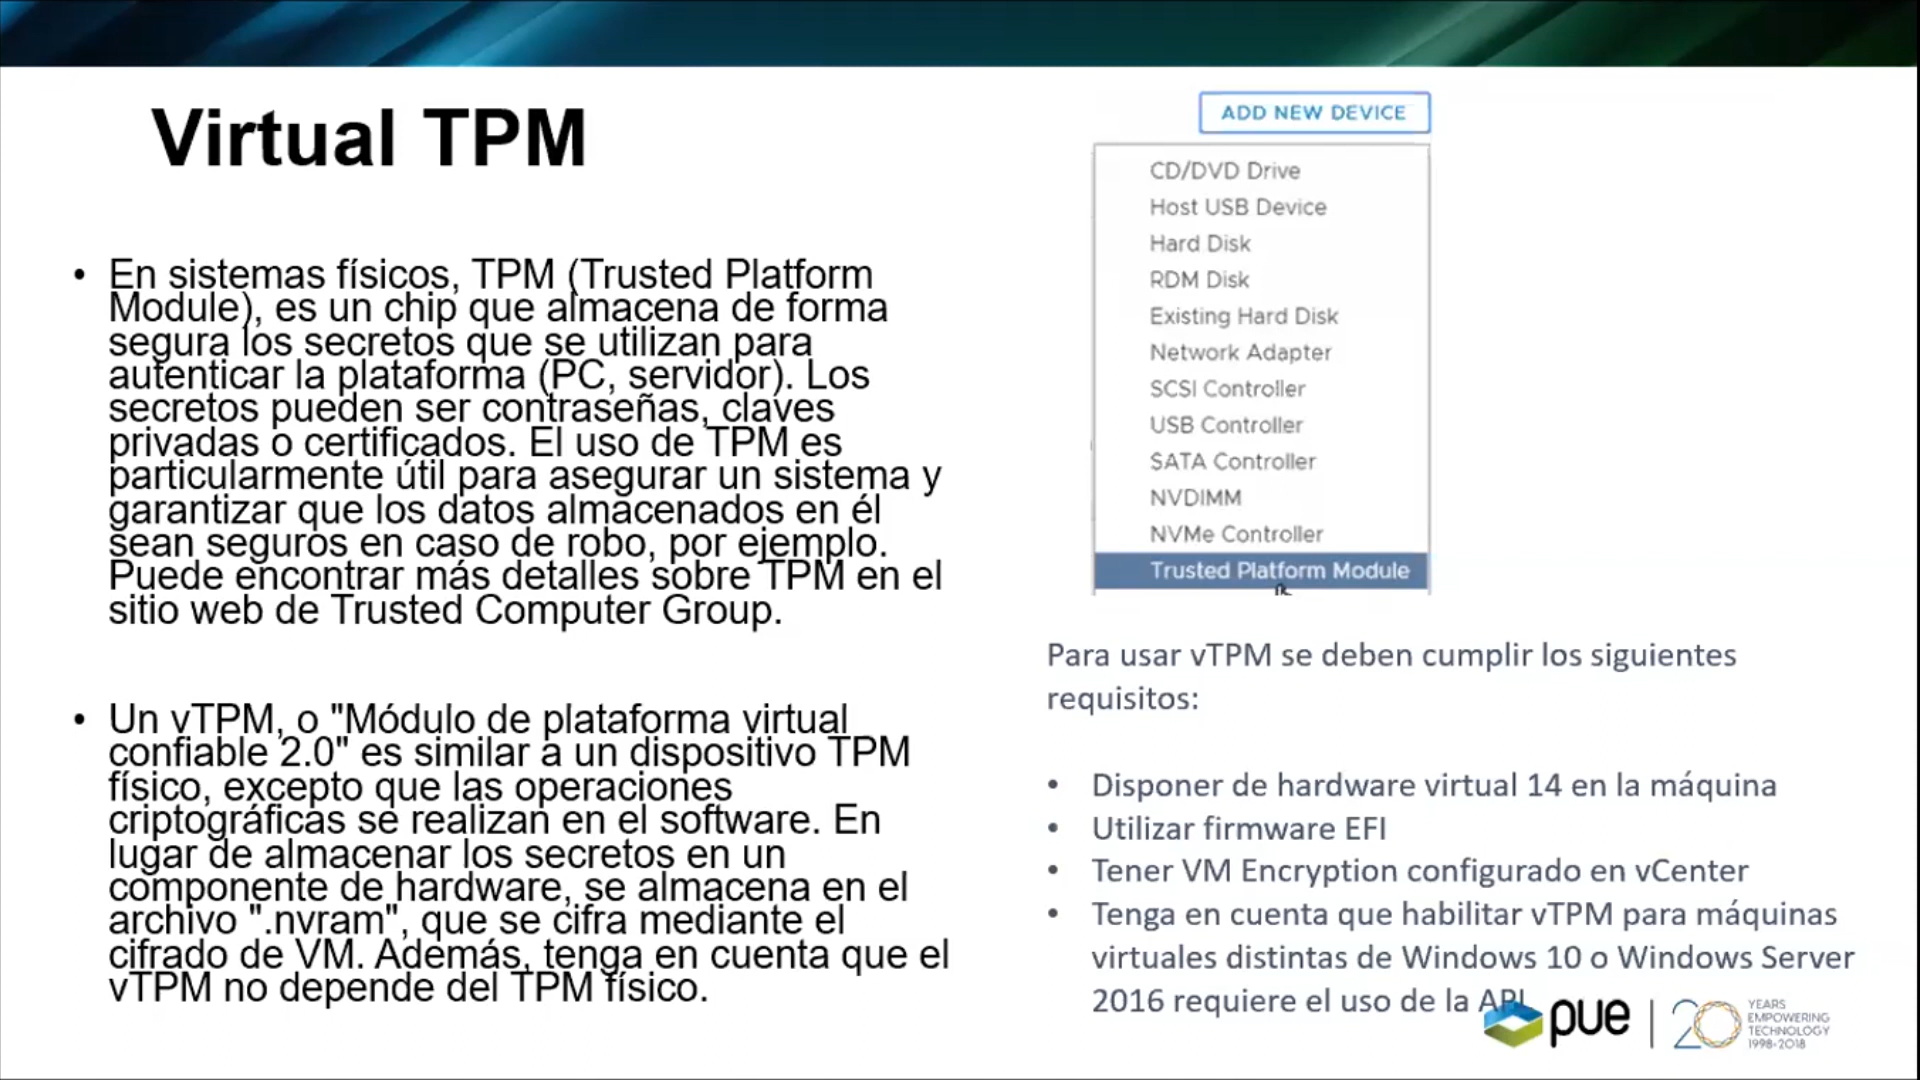 Virtual TPM
• En sistemas físicos, TPM (Trusted Platform
Module), es un chip que almacena de forma
segura los secretos que se utilizan para
autenticar la plataforma (PC, servidor). Los
secretos pueden ser contraseñas, claves
privadas o certificados. El uso de TPM es
particularmente útil para asegurar un sistema y
garantizar que los datos almacenados en él
sean seguros en caso de robo, por ejemplo.
Puede encontrar más detalles sobre TPM en el
sitio web de Trusted Computer Group.
• Un vTPM, o "Módulo de plataforma virtual
confiable 2.0" es similar a un dispositivo TPM
físico, excepto que las operaciones
criptográficas se realizan en el software. En
lugar de almacenar los secretos en un
componente de hardware, se almacena en el
archivo ".nvram", que se cifra mediante el
cifrado de VM. Además, tenga en cuenta que el
vTPM no depende del TPM físico.
ADD NEW DEVICE
CD/DVD Drive
Host USB Device
Hard Disk
RDM Disk
Existing Hard Disk
Network Adapter
SCSI Controller
USB Controller
SATA Controller
NVDIMM
NVMe Controller
Trusted Platform Module
Para usar vTPM se deben cumplir los siguientes
requisitos:
• Disponer de hardware virtual 14 en la máquina
• Utilizar firmware EFI
• Tener VM Encryption configurado en vCenter
• Tenga en cuenta que habilitar vTPM para máquinas
virtuales distintas de Windows 10 o Windows Server
2016 requiere el uso de la API
pue
20
YEARS
EMPOWERING
TECHNOLOGY
1998-2018